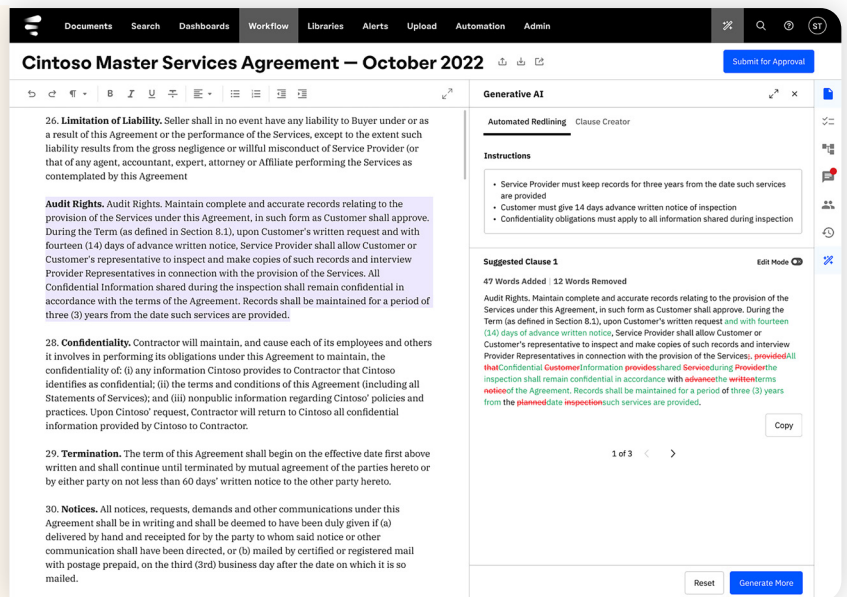 Documents Search Dashboards Workflow Libraries Alerts Upload Automation Admin ST
Cintoso Master Services Agreement — October 2022
Submit for Approval
B I U
26. Limitation of Liability. Seller shall in no event have any liability to Buyer under or as
a result of this Agreement or the performance of the Services, except to the extent such
liability results from the gross negligence or willful misconduct of Service Provider (or
that of any agent, accountant, expert, attorney or Affiliate performing the Services as
contemplated by this Agreement
Audit Rights. Audit Rights. Maintain complete and accurate records relating to the
provision of the Services under this Agreement, in such form as Customer shall approve.
During the Term (as defined in Section 8.1), upon Customer's written request and with
fourteen (14) days of advance written notice, Service Provider shall allow Customer or
Customer's representative to inspect and make copies of such records and interview
Provider Representatives in connection with the provision of the Services. All
Confidential Information shared during the inspection shall remain confidential in
accordance with the terms of the Agreement. Records shall be maintained for a period of
three (3) years from the date such services are provided.
28. Confidentiality. Contractor will maintain, and cause each of its employees and others
it involves in performing its obligations under this Agreement to maintain, the
confidentiality of: (i) any information Cintoso provides to Contractor that Cintoso
identifies as confidential; (ii) the terms and conditions of this Agreement (including all
Statements of Services); and (iii) nonpublic information regarding Cintoso' policies and
practices. Upon Cintoso' request, Contractor will return to Cintoso all confidential
information provided by Cintoso to Contractor.
29. Termination. The term of this Agreement shall begin on the effective date first above
written and shall continue until terminated by mutual agreement of the parties hereto or
by either party on not less than 60 days' written notice to the other party hereto.
30. Notices. All notices, requests, demands and other communications under this
Agreement shall be in writing and shall be deemed to have been duly given if (a)
delivered by hand and receipted for by the party to whom said notice or other
communication shall have been directed, or (b) mailed by certified or registered mail
with postage prepaid, on the third (3rd) business day after the date on which it is so
mailed.
Generative AI
Automated Redlining Clause Creator
Instructions
• Service Provider must keep records for three years from the date such services
are provided
• Customer must give 14 days advance written notice of inspection
• Confidentiality obligations must apply to all information shared during inspection
Suggested Clause 1
Edit Mode
47 Words Added | 12 Words Removed
Audit Rights. Maintain complete and accurate records relating to the provision of the
Services under this Agreement, in such form as Customer shall approve. During the
Term (as defined in Section 8.1), upon Customer's written request and with fourteen
(14) days of advance written notice, Service Provider shall allow Customer or
Customer's representative to inspect and make copies of such records and interview
Provider Representatives in connection with the provision of the Services;, providedAll
thatConfidential CustomerInformation providesshared Serviceduring Providerthe
inspection shall remain confidential in accordance with advancethe writtenterms
noticeof the Agreement. Records shall be maintained for a period of three (3) years
from the planneddate inspectionsuch services are provided.
Copy
1 of 3
Reset
Generate More